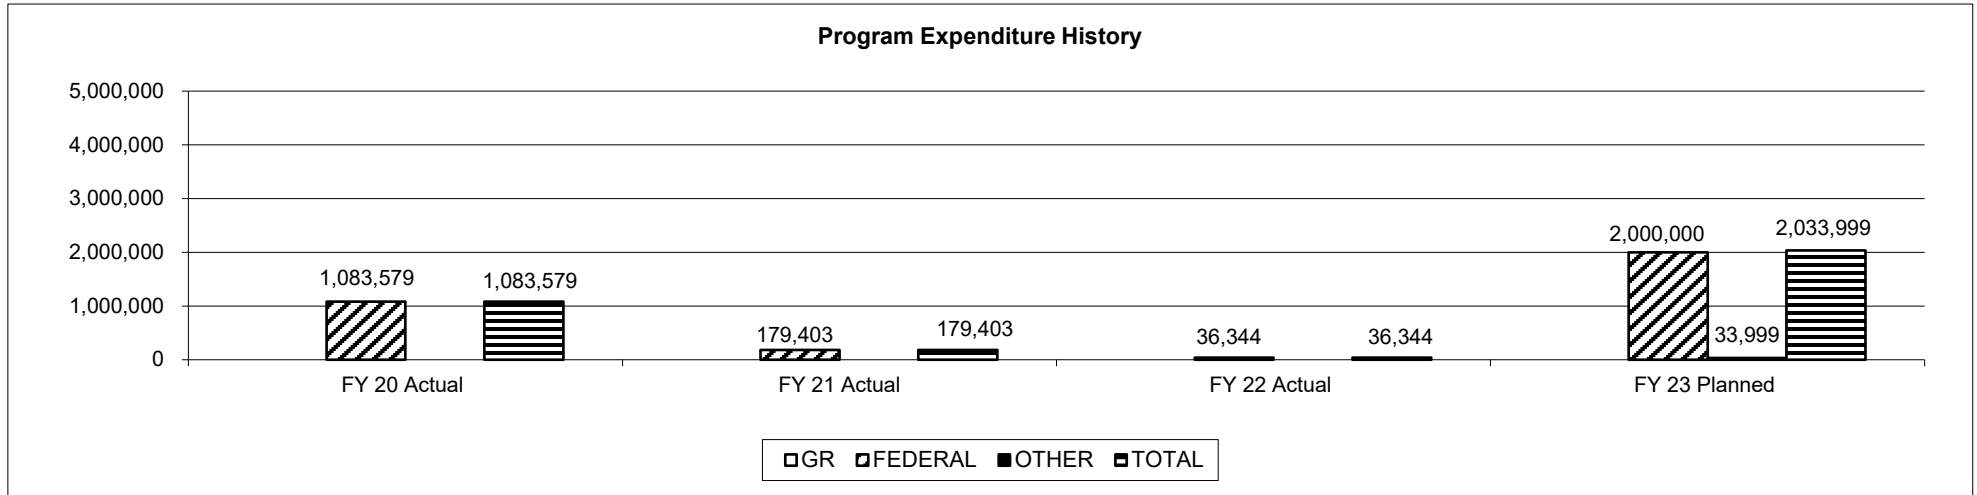 Program Expenditure History
5,000,000
4,000,000
3,000,000
2,000,000
1,000,000
0
1,083,579
1,083,579
179,403
179,403
36,344
36,344
2,000,000
33,999
2,033,999
FY 20 Actual
FY 21 Actual
FY 22 Actual
FY 23 Planned
GR FEDERAL OTHER TOTAL